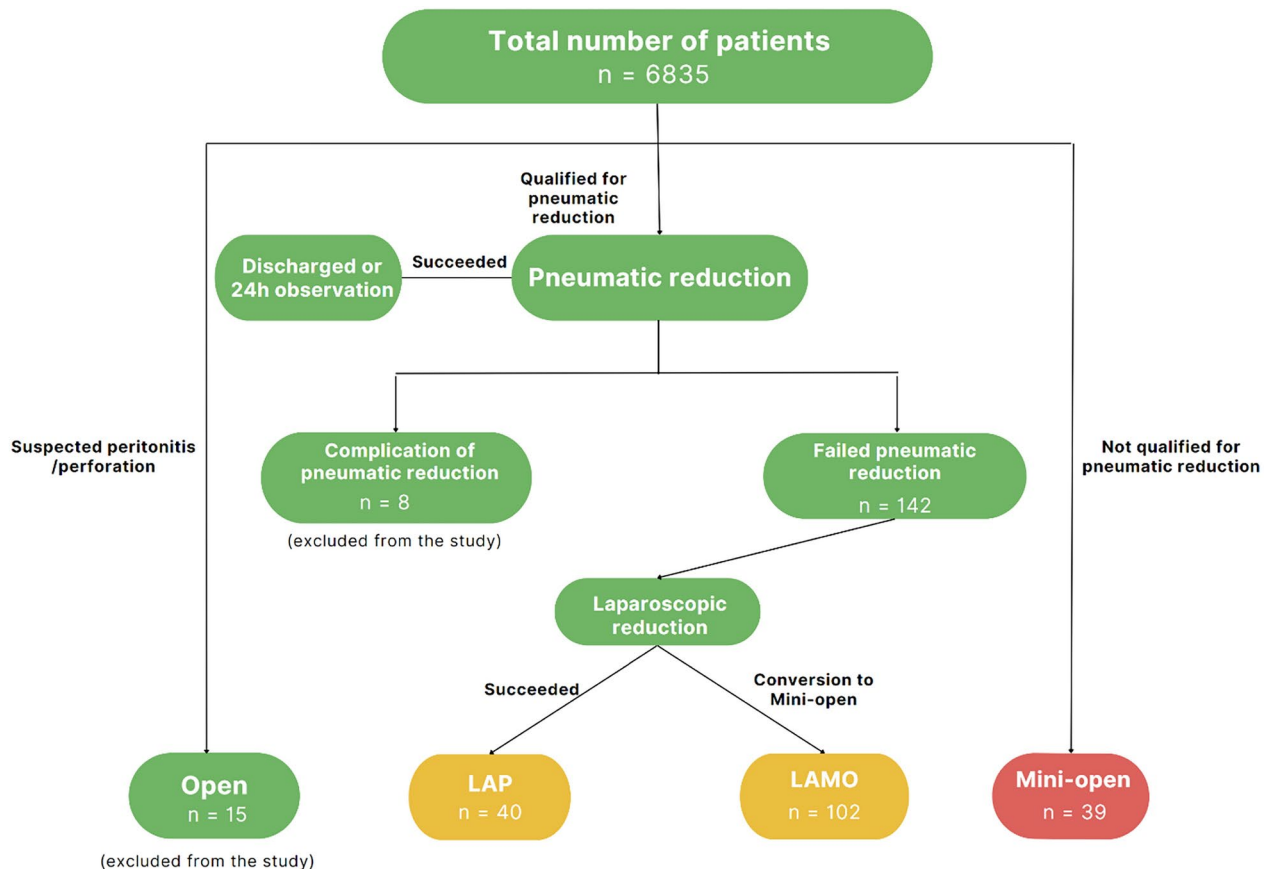 Total number of patients
n = 6835
Qualified for
pneumatic
reduction
Discharged or
24h observation
Succeeded
Pneumatic reduction
Suspected peritonitis
/perforation
Complication of
pneumatic reduction
n = 8
(excluded from the study)
Failed pneumatic
reduction
n = 142
Not qualified for
pneumatic reduction
Laparoscopic
reduction
Succeeded
Conversion to
Mini-open
Open
n = 15
(excluded from the study)
LAP
n = 40
LAMO
n = 102
Mini-open
n = 39